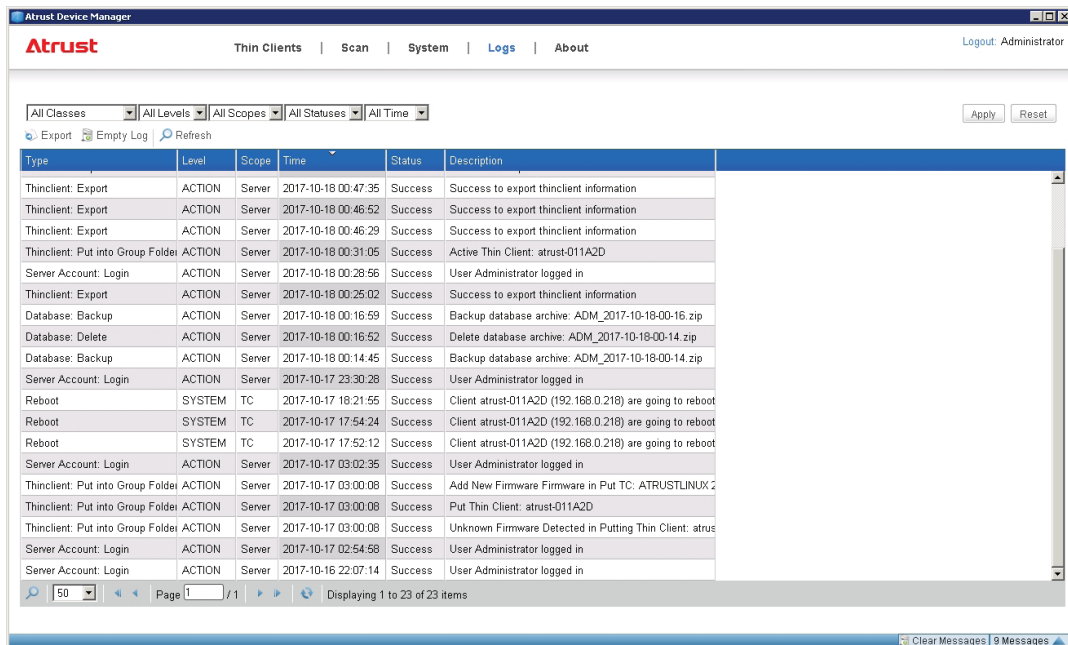 Atrust Device Manager
Atrust Thin Clients | Scan | System | Logs | About Logout: Administrator
All Classes All Levels All Scopes All Statuses All Time Apply Reset
Export Empty Log Refresh
Type Level Scope Time Status Description
Thinclient: Export ACTION Server 2017-10-18 00:47:35 Success Success to export thinclient information
Thinclient: Export ACTION Server 2017-10-18 00:46:52 Success Success to export thinclient information
Thinclient: Export ACTION Server 2017-10-18 00:46:29 Success Success to export thinclient information
Thinclient: Put into Group Folder ACTION Server 2017-10-18 00:31:05 Success Active Thin Client: atrust-011A2D
Server Account: Login ACTION Server 2017-10-18 00:28:56 Success User Administrator logged in
Thinclient: Export ACTION Server 2017-10-18 00:25:02 Success Success to export thinclient information
Database: Backup ACTION Server 2017-10-18 00:16:59 Success Backup database archive: ADM_2017-10-18-00-16.zip
Database: Delete ACTION Server 2017-10-18 00:16:52 Success Delete database archive: ADM_2017-10-18-00-14.zip
Database: Backup ACTION Server 2017-10-18 00:14:45 Success Backup database archive: ADM_2017-10-18-00-14.zip
Server Account: Login ACTION Server 2017-10-17 23:30:28 Success User Administrator logged in
Reboot SYSTEM TC 2017-10-17 18:21:55 Success Client atrust-011A2D (192.168.0.218) are going to reboot
Reboot SYSTEM TC 2017-10-17 17:54:24 Success Client atrust-011A2D (192.168.0.218) are going to reboot
Reboot SYSTEM TC 2017-10-17 17:52:12 Success Client atrust-011A2D (192.168.0.218) are going to reboot
Server Account: Login ACTION Server 2017-10-17 03:02:35 Success User Administrator logged in
Thinclient: Put into Group Folder ACTION Server 2017-10-17 03:00:08 Success Add New Firmware Firmware in Put TC: ATRUSTLINUX 2
Thinclient: Put into Group Folder ACTION Server 2017-10-17 03:00:08 Success Put Thin Client: atrust-011A2D
Thinclient: Put into Group Folder ACTION Server 2017-10-17 03:00:08 Success Unknown Firmware Detected in Putting Thin Client: atrus
Server Account: Login ACTION Server 2017-10-17 02:54:58 Success User Administrator logged in
Server Account: Login ACTION Server 2017-10-16 22:07:14 Success User Administrator logged in
50 Page 1 / 1 Displaying 1 to 23 of 23 items
Clear Messages 9 Messages